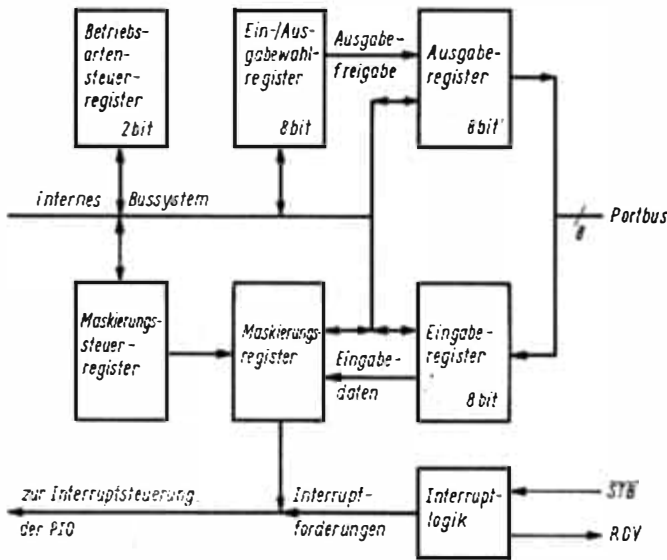 Betriebs-
arten-
steuer-
register
2bit
Ein-/Aus-
gabewahl-
register
8bit
Ausgabe-
freigabe
Ausgabe-
register
8bit
internes Bussystem
8
Portbus
Maskierungs-
steuer-
register
Maskierungs-
register
Eingabe-
daten
Eingabe-
register
8bit
zur Interruptsteuerung
der PIO
Interrupt-
forderungen
Interrupt-
logik
STB
RDY